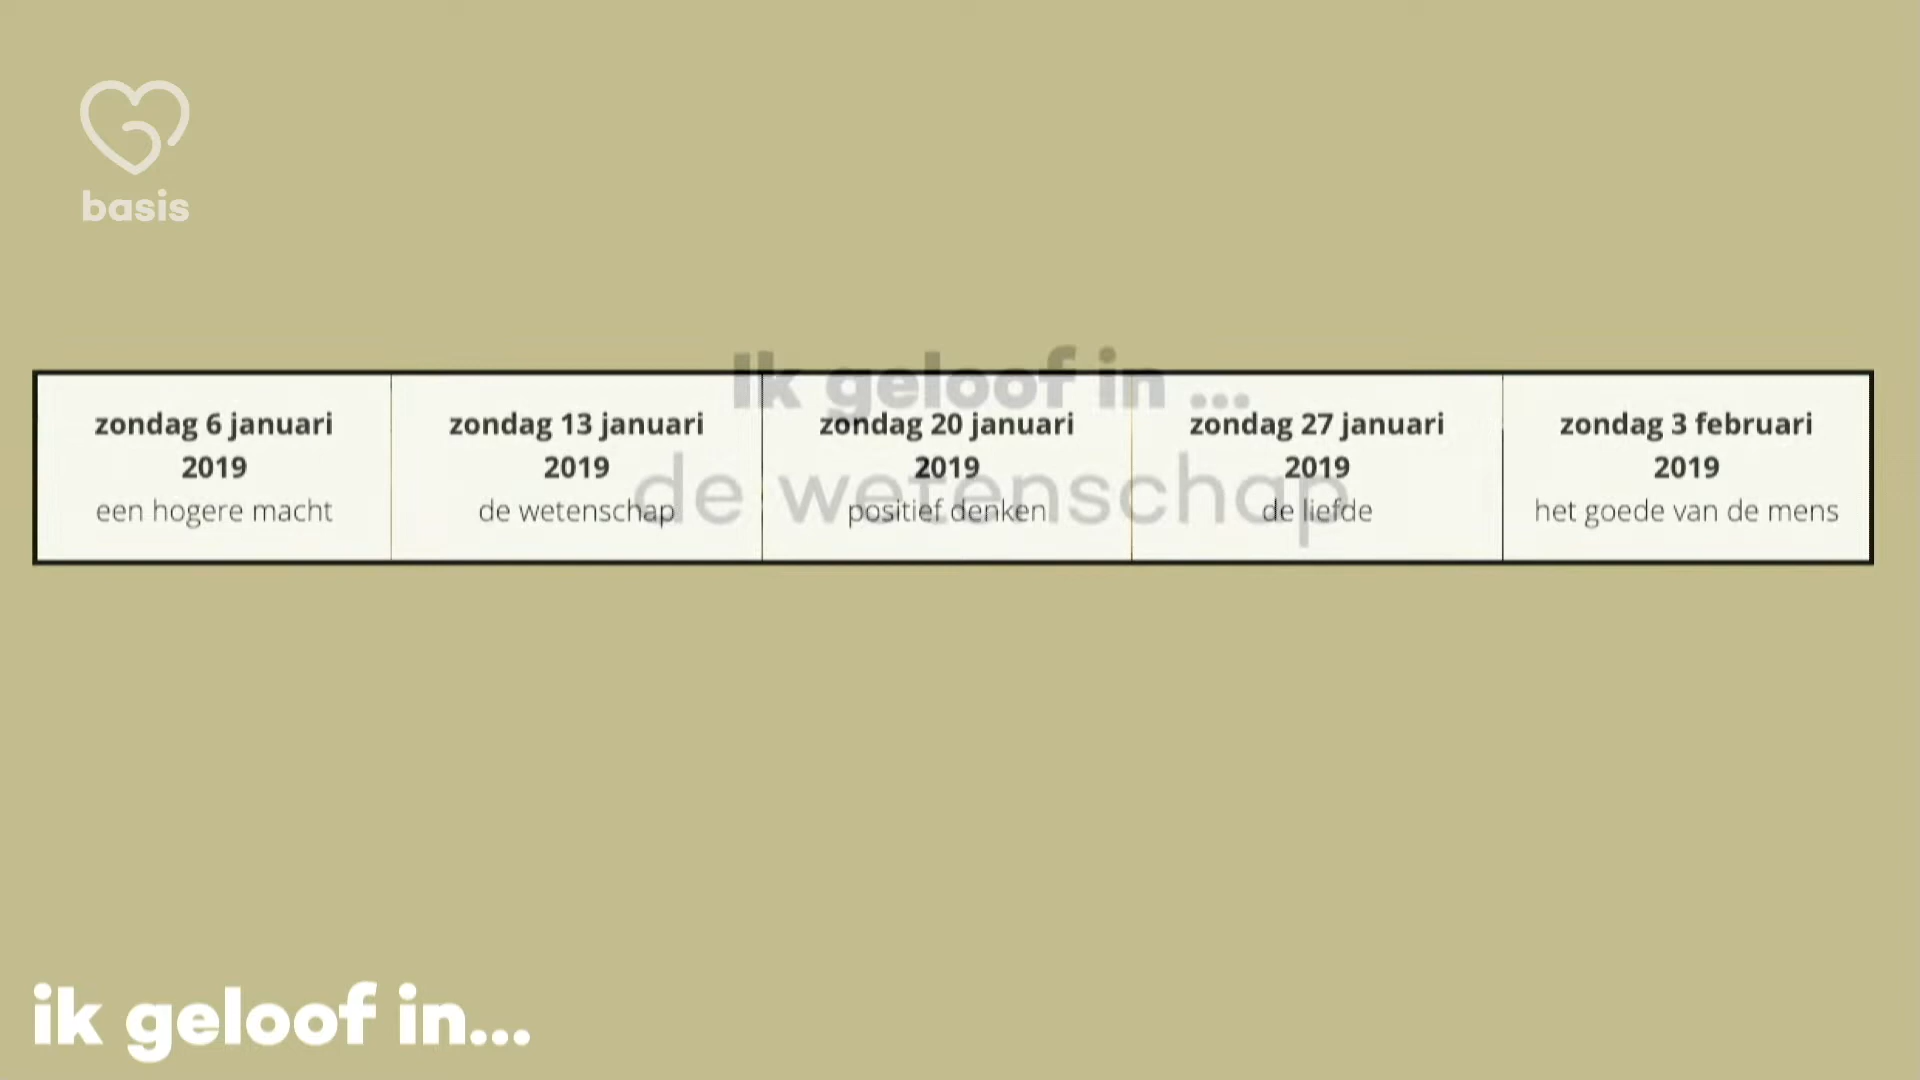 basis
Ik geloof in ...
de wetenschap
zondag 6 januari
2019
een hogere macht
zondag 13 januari
2019
de wetenschap
zondag 20 januari
2019
positief denken
zondag 27 januari
2019
de liefde
zondag 3 februari
2019
het goede van de mens
ik geloof in...